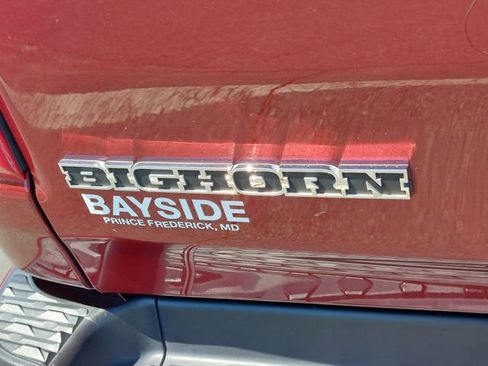 BIGHORN
BAYSIDE
PRINCE FREDERICK, MD